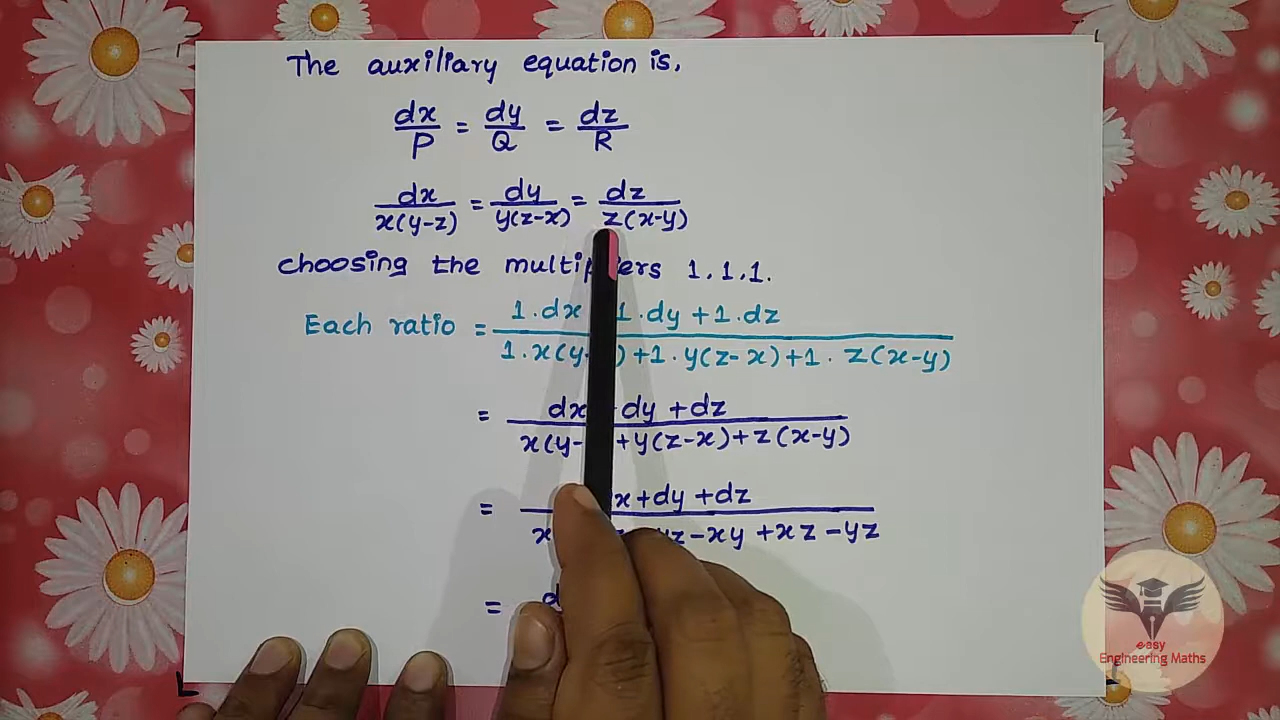 The auxiliary equation is,
dx/P = dy/Q = dz/R
dx/x(y-z) = dy/y(z-x) = dz/z(x-y)
choosing the multipliers 1,1,1.
Each ratio = 1.dx 1.dy +1.dz / 1.x(y- ) +1.y(z-x)+1. z(x-y)
= dx dy +dz / x(y- +y(z-x)+z(x-y)
= x+dy +dz / x yz-xy +xz-yz
= d
easy
Engineering Maths